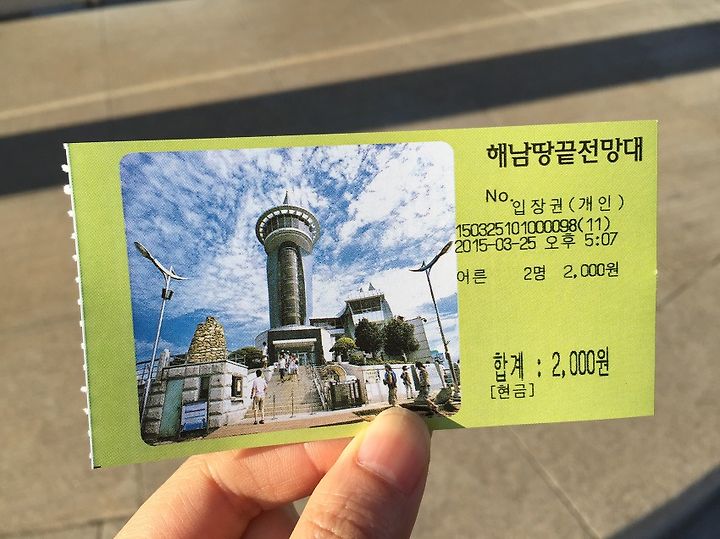 해남땅끝전망대
No.
입장권(개인)
150325101000098(11)
2015-03-25 오후 5:07
어른 2명 2,000원
합계 : 2,000원
[현금]